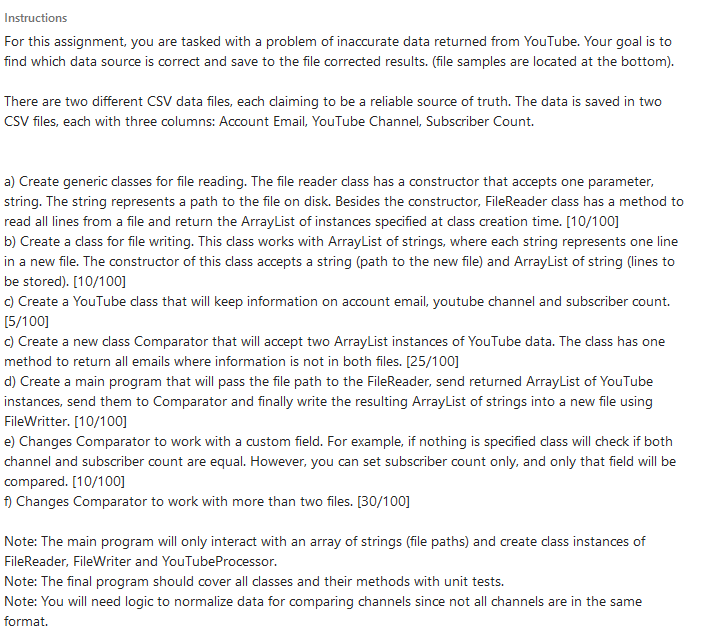 Instructions
For this assignment, you are tasked with a problem of inaccurate data returned from YouTube. Your goal is to
find which data source is correct and save to the file corrected results. (file samples are located at the bottom).
There are two different CSV data files, each claiming to be a reliable source of truth. The data is saved in two
CSV files, each with three columns: Account Email, YouTube Channel, Subscriber Count.
a) Create generic classes for file reading. The file reader class has a constructor that accepts one parameter,
string. The string represents a path to the file on disk. Besides the constructor, FileReader class has a method to
read all lines from a file and return the ArrayList of instances specified at class creation time. [10/100]
b) Create a class for file writing. This class works with ArrayList of strings, where each string represents one line
in a new file. The constructor of this class accepts a string (path to the new file) and ArrayList of string (lines to
be stored). [10/100]
c) Create a YouTube class that will keep information on account email, youtube channel and subscriber count.
[5/100]
c) Create a new class Comparator that will accept two ArrayList instances of YouTube data. The class has one
method to return all emails where information is not in both files. [25/100]
d) Create a main program that will pass the file path to the FileReader, send returned ArrayList of YouTube
instances, send them to Comparator and finally write the resulting ArrayList of strings into a new file using
FileWritter. [10/100]
e) Changes Comparator to work with a custom field. For example, if nothing is specified class will check if both
channel and subscriber count are equal. However, you can set subscriber count only, and only that field will be
compared. [10/100]
f) Changes Comparator to work with more than two files. [30/100]
Note: The main program will only interact with an array of strings (file paths) and create class instances of
FileReader, FileWriter and YouTubeProcessor.
Note: The final program should cover all classes and their methods with unit tests.
Note: You will need logic to normalize data for comparing channels since not all channels are in the same
format.